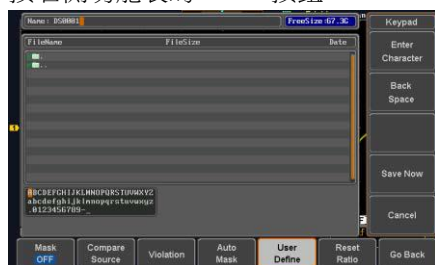 Name: DS0001
FreeSize:67.3G
Keypad
FileName FileSize Date
.
..
Enter
Character
Back
Space
Save Now
Cancel
ABCDEFGHIJKLMNOPQRSTUVWXYZ
abcdefghijklmnopqrstuvwxyz
.0123456789-_
Mask
OFF
Compare
Source
Violation
Auto
Mask
User
Define
Reset
Ratio
Go Back